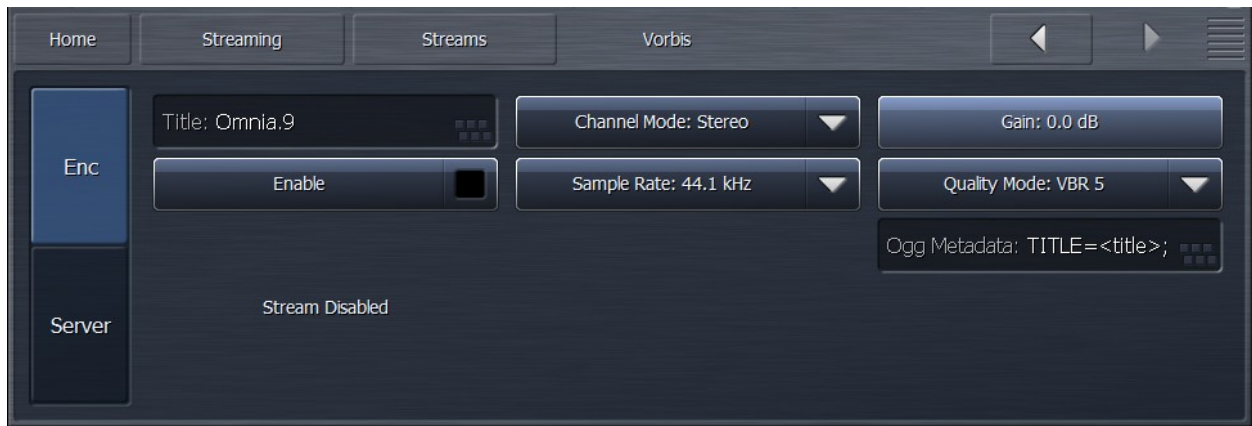 Home Streaming Streams Vorbis
Enc
Title: Omnia.9 Channel Mode: Stereo Gain: 0.0 dB
Enable Sample Rate: 44.1 kHz Quality Mode: VBR 5
Ogg Metadata: TITLE=<title>;
Server
Stream Disabled